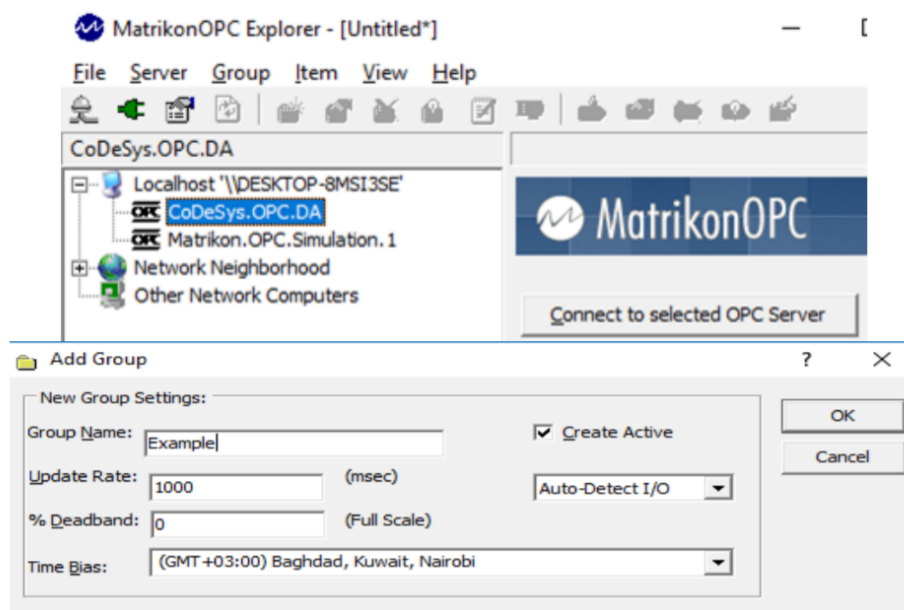 MatrikonOPC Explorer - [Untitled*]
File Server Group Item View Help
CoDeSys.OPC.DA
Localhost '\\DESKTOP-8MSI3SE'
OPC CoDeSys.OPC.DA
OPC Matrikon.OPC.Simulation.1
Network Neighborhood
Other Network Computers
MatrikonOPC
Connect to selected OPC Server
Add Group
?
New Group Settings:
Group Name: Example
Create Active
OK
Cancel
Update Rate: 1000 (msec)
Auto-Detect I/O
% Deadband: 0 (Full Scale)
Time Bias: (GMT+03:00) Baghdad, Kuwait, Nairobi